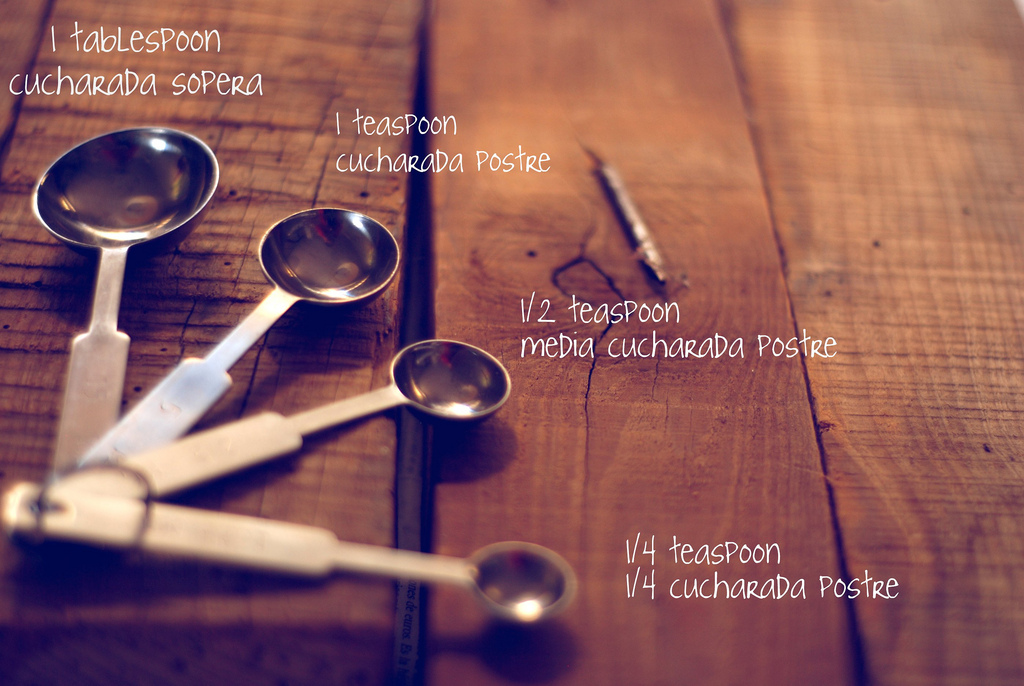 1 tablespoon
cucharada sopera
1 teaspoon
cucharada postre
1/2 teaspoon
media cucharada postre
1/4 teaspoon
1/4 cucharada postre